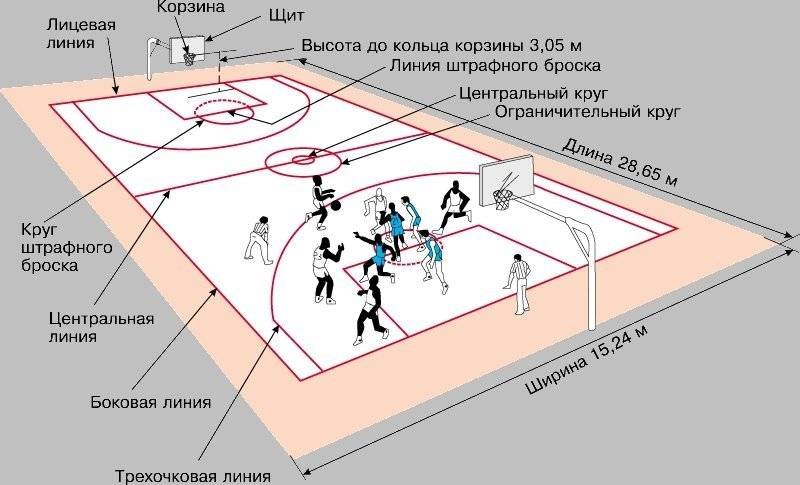 Корзина
Щит
Лицевая
линия
Высота до кольца корзины 3,05 м
Линия штрафного броска
Центральный круг
Ограничительный круг
Длина 28,65 м
Круг
штрафного
броска
Центральная
линия
Боковая линия
Трехочковая линия
Ширина 15,24 м